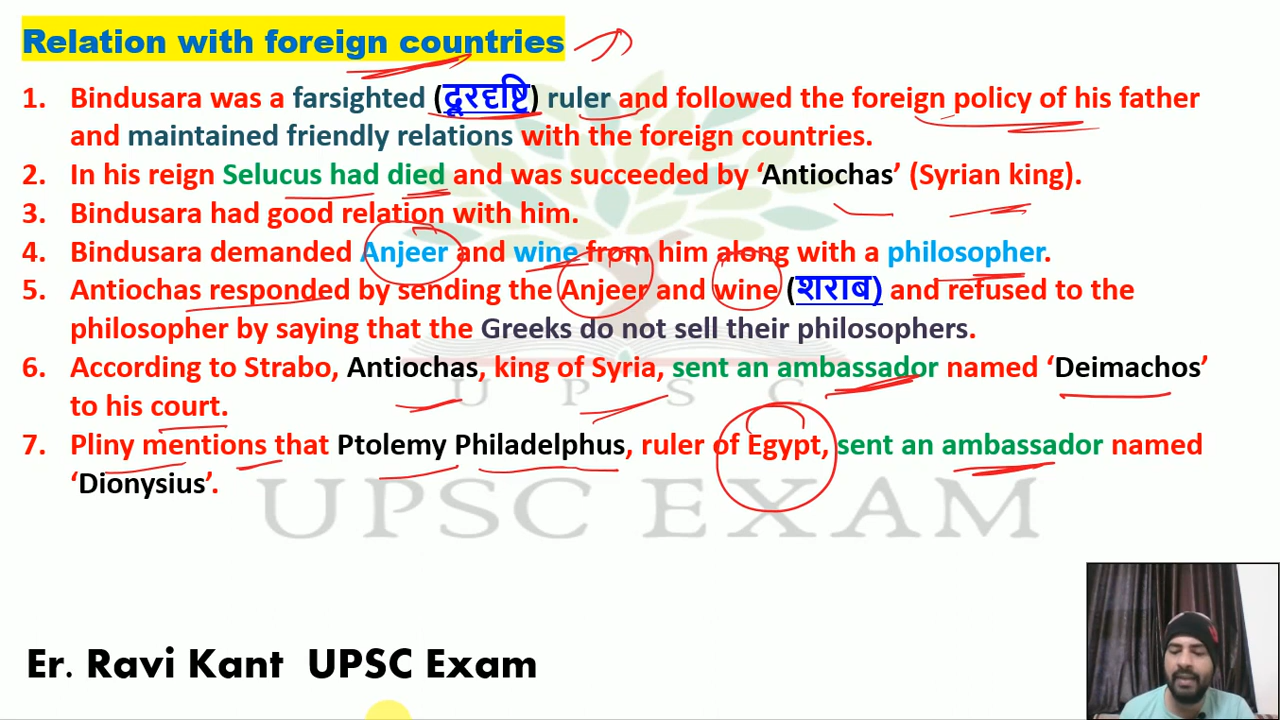 Relation with foreign countries
1. Bindusara was a farsighted (दूरदृष्टि) ruler and followed the foreign policy of his father
and maintained friendly relations with the foreign countries.
2. In his reign Selucus had died and was succeeded by ‘Antiochas’ (Syrian king).
3. Bindusara had good relation with him.
4. Bindusara demanded Anjeer and wine from him along with a philosopher.
5. Antiochas responded by sending the Anjeer and wine (शराब) and refused to the
philosopher by saying that the Greeks do not sell their philosophers.
6. According to Strabo, Antiochas, king of Syria, sent an ambassador named ‘Deimachos’
to his court.
7. Pliny mentions that Ptolemy Philadelphus, ruler of Egypt, sent an ambassador named
‘Dionysius’.
UPSC
UPSC EXAM
Er. Ravi Kant UPSC Exam